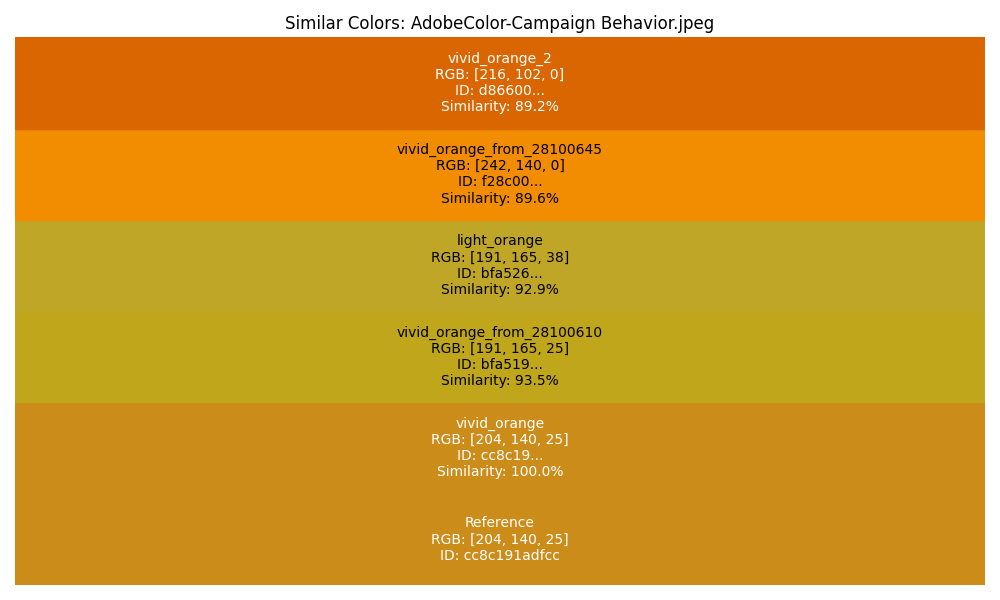 Similar Colors: AdobeColor-Campaign Behavior.jpeg
vivid_orange_2
RGB: [216, 102, 0]
ID: d86600...
Similarity: 89.2%
vivid_orange_from_28100645
RGB: [242, 140, 0]
ID: f28c00...
Similarity: 89.6%
light_orange
RGB: [191, 165, 38]
ID: bfa526...
Similarity: 92.9%
vivid_orange_from_28100610
RGB: [191, 165, 25]
ID: bfa519...
Similarity: 93.5%
vivid_orange
RGB: [204, 140, 25]
ID: cc8c19...
Similarity: 100.0%
Reference
RGB: [204, 140, 25]
ID: cc8c191adfcc